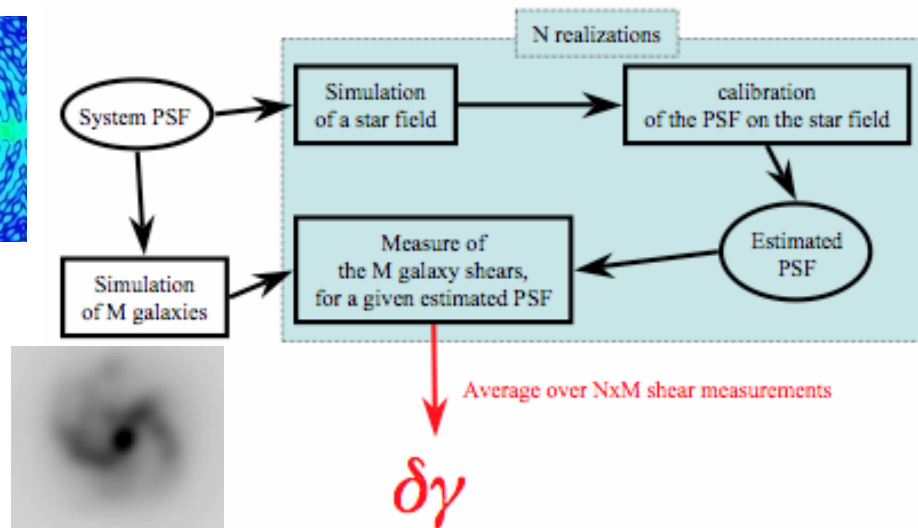 N realizations
System PSF
Simulation
of a star field
calibration
of the PSF on the star field
Measure of
the M galaxy shears,
for a given estimated PSF
Estimated
PSF
Simulation
of M galaxies
Average over NxM shear measurements
δγ